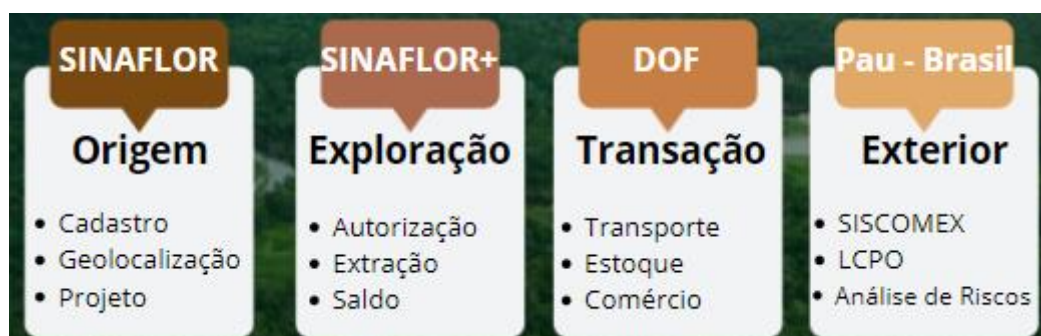 SINAFLOR
Origem
• Cadastro
• Geolocalização
• Projeto
SINAFLOR+
Exploração
• Autorização
• Extração
• Saldo
DOF
Transação
• Transporte
• Estoque
• Comércio
Pau - Brasil
Exterior
• SISCOMEX
• LCPO
• Análise de Riscos